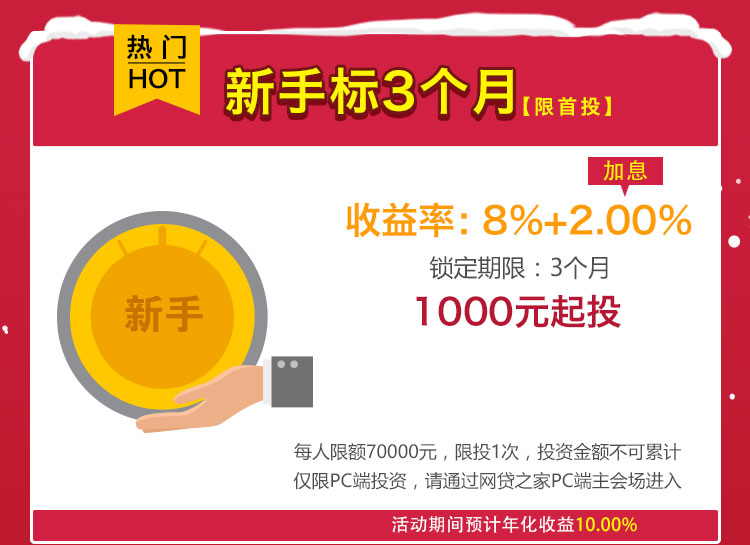 热门
HOT
新手标3个月【限首投】
加息
收益率：8%+2.00%
锁定期限：3个月
1000元起投
新手
每人限额70000元，限投1次，投资金额不可累计
仅限PC端投资，请通过网贷之家PC端主会场进入
活动期间预计年化收益10.00%